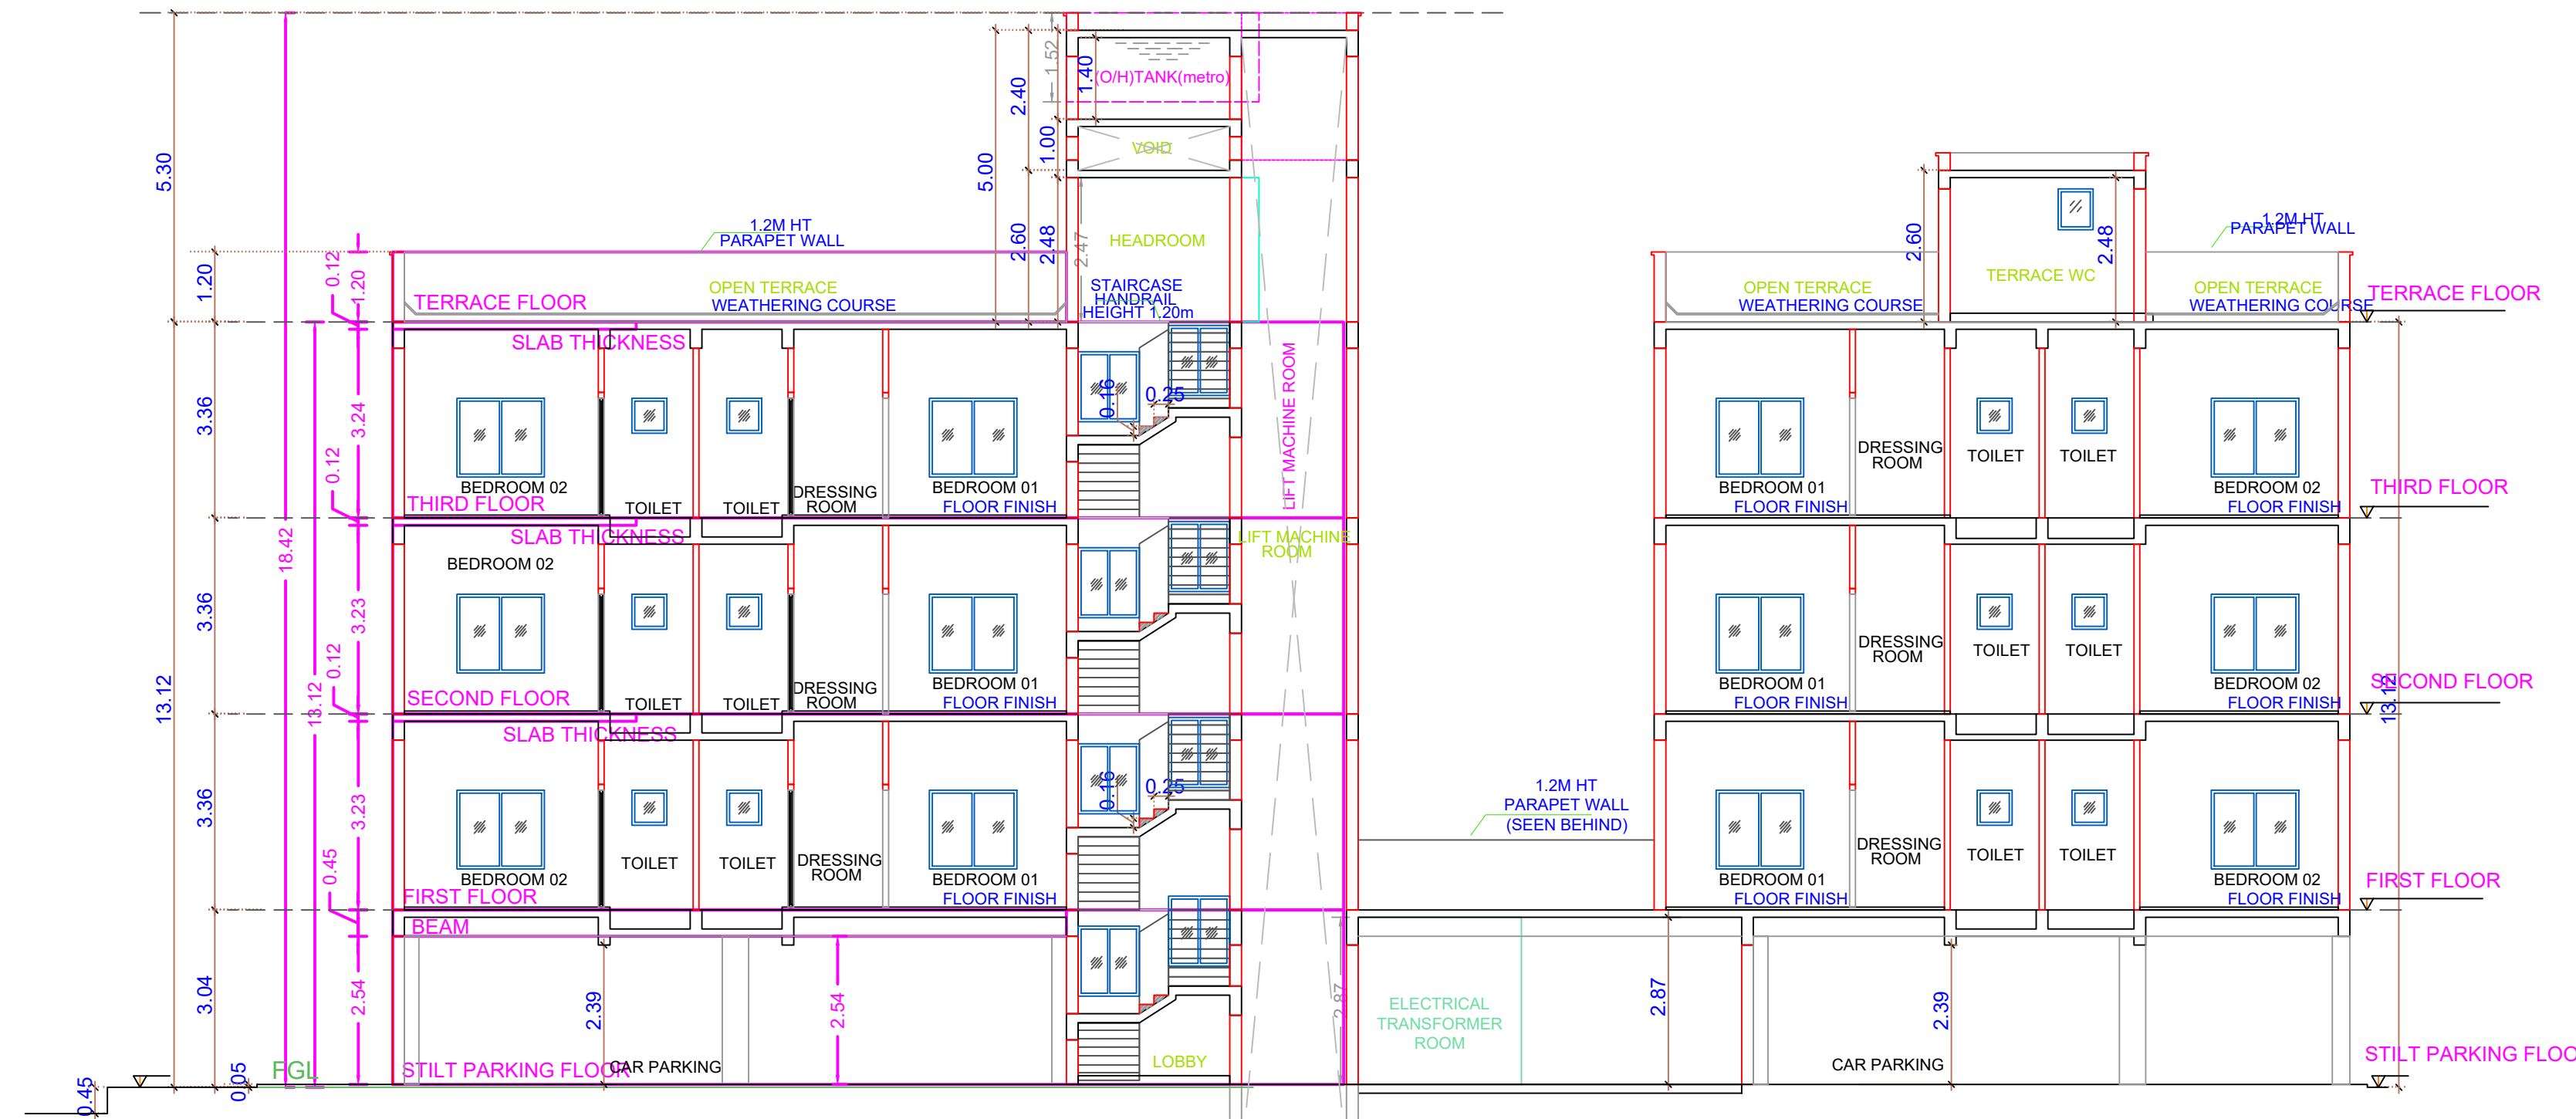 1.52
1.40
(O/H)TANK(metro)
2.40
1.00
VOID
5.30
5.00
2.60
2.48
2.47
HEADROOM
1.2M HT
PARAPET WALL
1.20
0.12
1.20
TERRACE FLOOR
OPEN TERRACE
WEATHERING COURSE
STAIRCASE
HANDRAIL
HEIGHT 1.20m
2.60
2.48
TERRACE WC
1.2M HT
PARAPET WALL
OPEN TERRACE
WEATHERING COURSE
OPEN TERRACE
WEATHERING COURSE
TERRACE FLOOR
SLAB THICKNESS
3.36
3.24
0.12
0.16
0.25
LIFT MACHINE ROOM
BEDROOM 02
THIRD FLOOR
TOILET
TOILET
DRESSING
ROOM
BEDROOM 01
FLOOR FINISH
BEDROOM 01
FLOOR FINISH
DRESSING
ROOM
TOILET
TOILET
BEDROOM 02
FLOOR FINISH
THIRD FLOOR
18.42
SLAB THICKNESS
BEDROOM 02
LIFT MACHINE
ROOM
3.36
3.23
0.12
13.12
13.12
SECOND FLOOR
TOILET
TOILET
DRESSING
ROOM
BEDROOM 01
FLOOR FINISH
BEDROOM 01
FLOOR FINISH
DRESSING
ROOM
TOILET
TOILET
BEDROOM 02
FLOOR FINISH
SECOND FLOOR
13.12
SLAB THICKNESS
3.36
3.23
0.45
0.16
0.25
1.2M HT
PARAPET WALL
(SEEN BEHIND)
BEDROOM 02
FIRST FLOOR
TOILET
TOILET
DRESSING
ROOM
BEDROOM 01
FLOOR FINISH
BEDROOM 01
FLOOR FINISH
DRESSING
ROOM
TOILET
TOILET
BEDROOM 02
FLOOR FINISH
FIRST FLOOR
BEAM
3.04
2.54
2.39
2.54
2.87
ELECTRICAL
TRANSFORMER
ROOM
2.87
2.39
FGL
STILT PARKING FLOOR
CAR PARKING
LOBBY
CAR PARKING
STILT PARKING FLOO
0.05
0.45